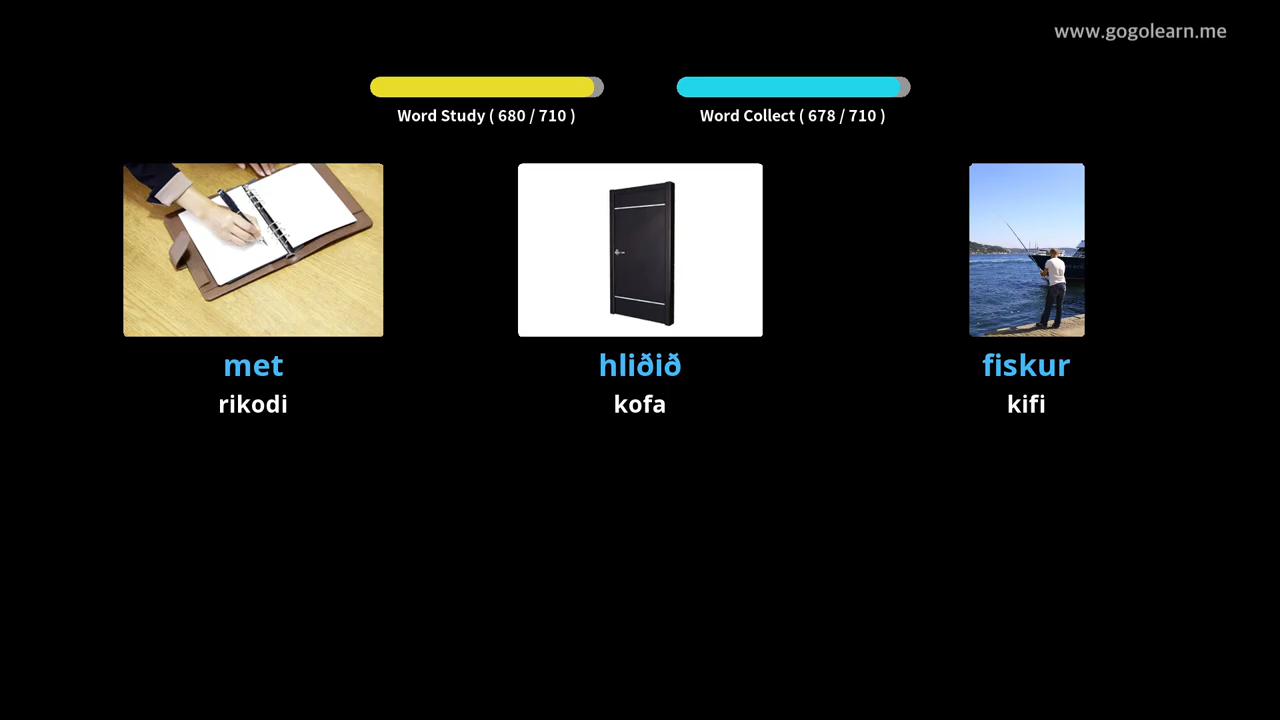 www.gogolearn.me
Word Study ( 680 / 710 )
Word Collect ( 678 / 710 )
met
rikodi
hliðið
kofa
fiskur
kifi